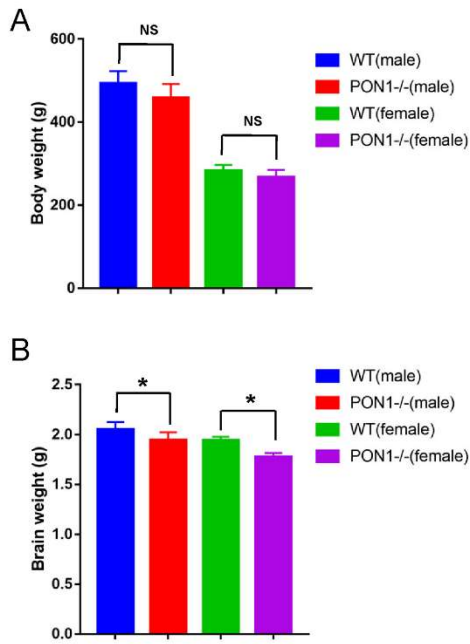 A
600
400
200
0
Body weight (g)
NS
NS
WT(male)
PON1-/-(male)
WT(female)
PON1-/-(female)
B
2.5
2.0
1.5
1.0
0.5
0.0
Brain weight (g)
*
*
WT(male)
PON1-/-(male)
WT(female)
PON1-/-(female)